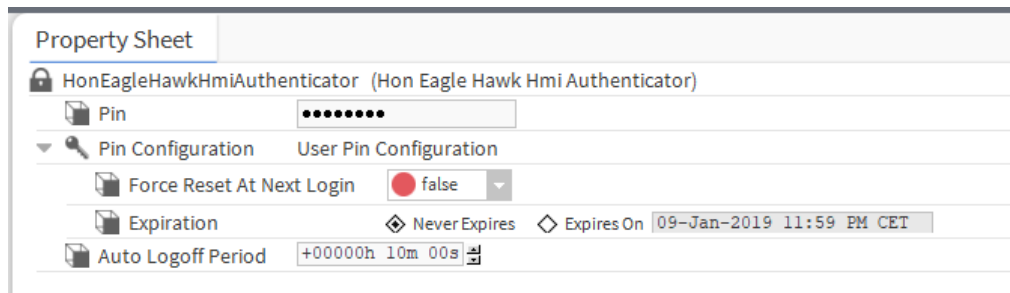 Property Sheet
HonEagleHawkHmiAuthenticator (Hon Eagle Hawk Hmi Authenticator)
Pin ••••••••
Pin Configuration User Pin Configuration
Force Reset At Next Login false
Expiration Never Expires Expires On 09-Jan-2019 11:59 PM CET
Auto Logoff Period +00000h 10m 00s